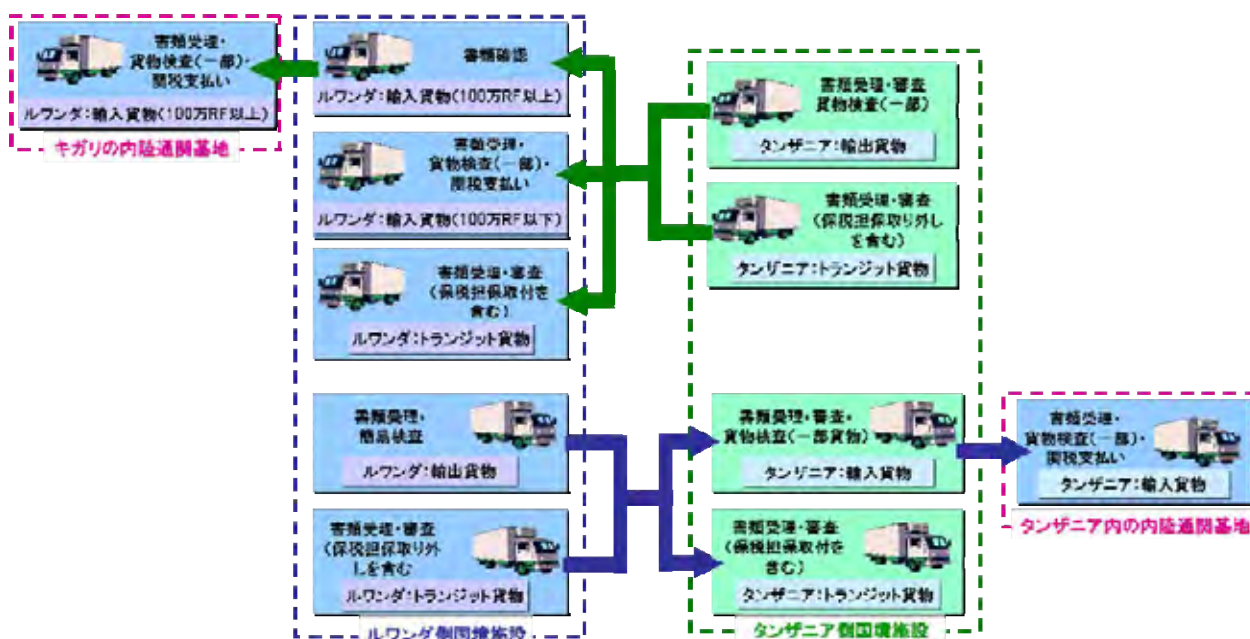 書類受理・
貨物検査(一部)・
関税支払い
ルワンダ:輸入貨物(100万RF以上)
キガリの内陸通関基地
書類確認
ルワンダ:輸入貨物(100万RF以上)
書類受理・
貨物検査(一部)・
関税支払い
ルワンダ:輸入貨物(100万RF以下)
書類受理・審査
(保税担保取付を
含む)
ルワンダ:トランジット貨物
書類受理・
簡易検査
ルワンダ:輸出貨物
書類受理・審査
(保税担保取り外
しを含む
ルワンダ:トランジット貨物
ルワンダ側国境施設
書類受理・審査
貨物検査(一部)
タンザニア:輸出貨物
書類受理・審査
(保税担保取り外し
を含む)
タンザニア:トランジット貨物
書類受理・審査・
貨物検査(一部貨物)
タンザニア:輸入貨物
書類受理・審査
(保税担保取付を
含む)
タンザニア:トランジット貨物
タンザニア側国境施設
書類受理・
貨物検査(一部)・
関税支払い
タンザニア:輸入貨物
タンザニア内の内陸通関基地